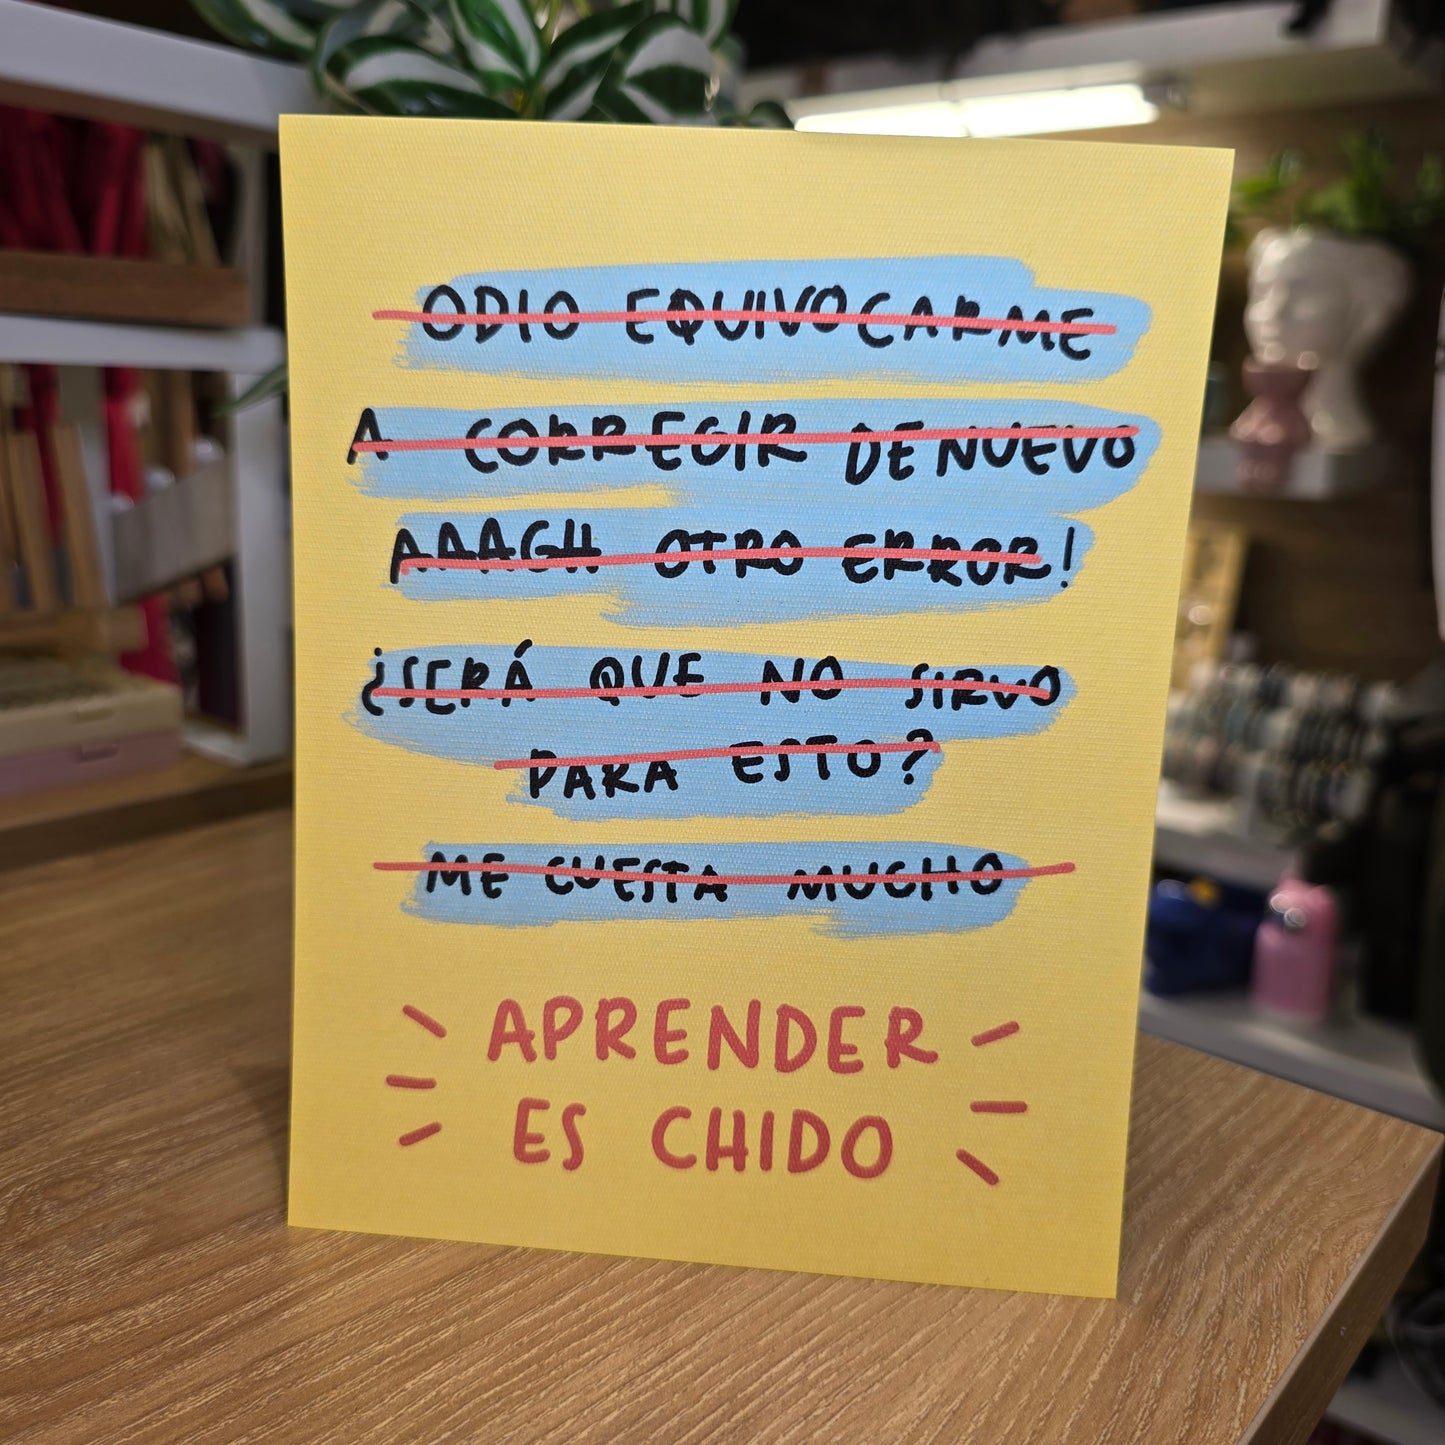 ODIO EQUIVOCARME
A CORREGIR DE NUEVO
AAAGH OTRO ERROR!
¿SERÁ QUE NO SIRVO
PARA ESTO?
ME CUESTA MUCHO
APRENDER
ES CHIDO